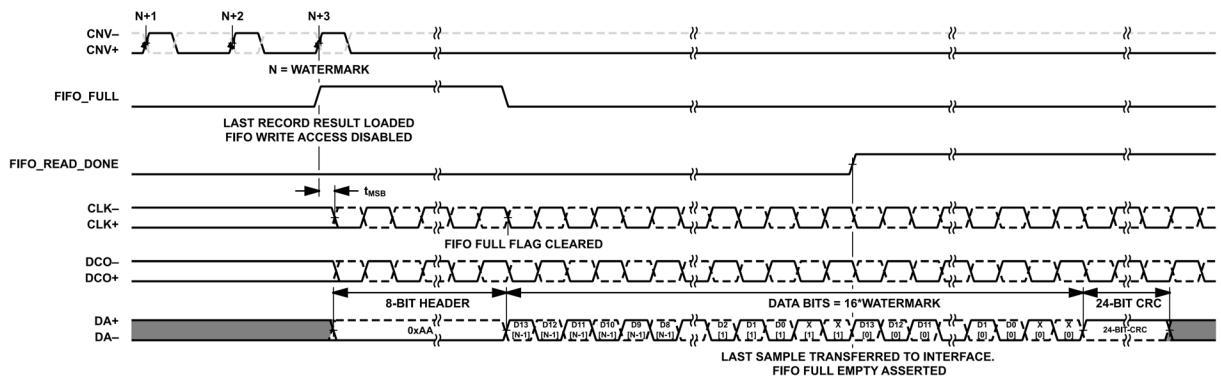 N+1 N+2 N+3
CNV–
CNV+
N = WATERMARK
FIFO_FULL
LAST RECORD RESULT LOADED
FIFO WRITE ACCESS DISABLED
FIFO_READ_DONE
tMSB
CLK–
CLK+
FIFO FULL FLAG CLEARED
DCO–
DCO+
8-BIT HEADER DATA BITS = 16*WATERMARK 24-BIT CRC
DA+
DA–
0xAA D13 D12 D11 D10 D9 D8 D2 D1 D0 X X D13 D12 D11 D1 D0 X X 24-BIT-CRC
[N-1] [N-1] [N-1] [N-1] [N-1] [N-1] [1] [1] [1] [1] [1] [0] [0] [0] [0] [0] [0] [0]
LAST SAMPLE TRANSFERRED TO INTERFACE.
FIFO FULL EMPTY ASSERTED